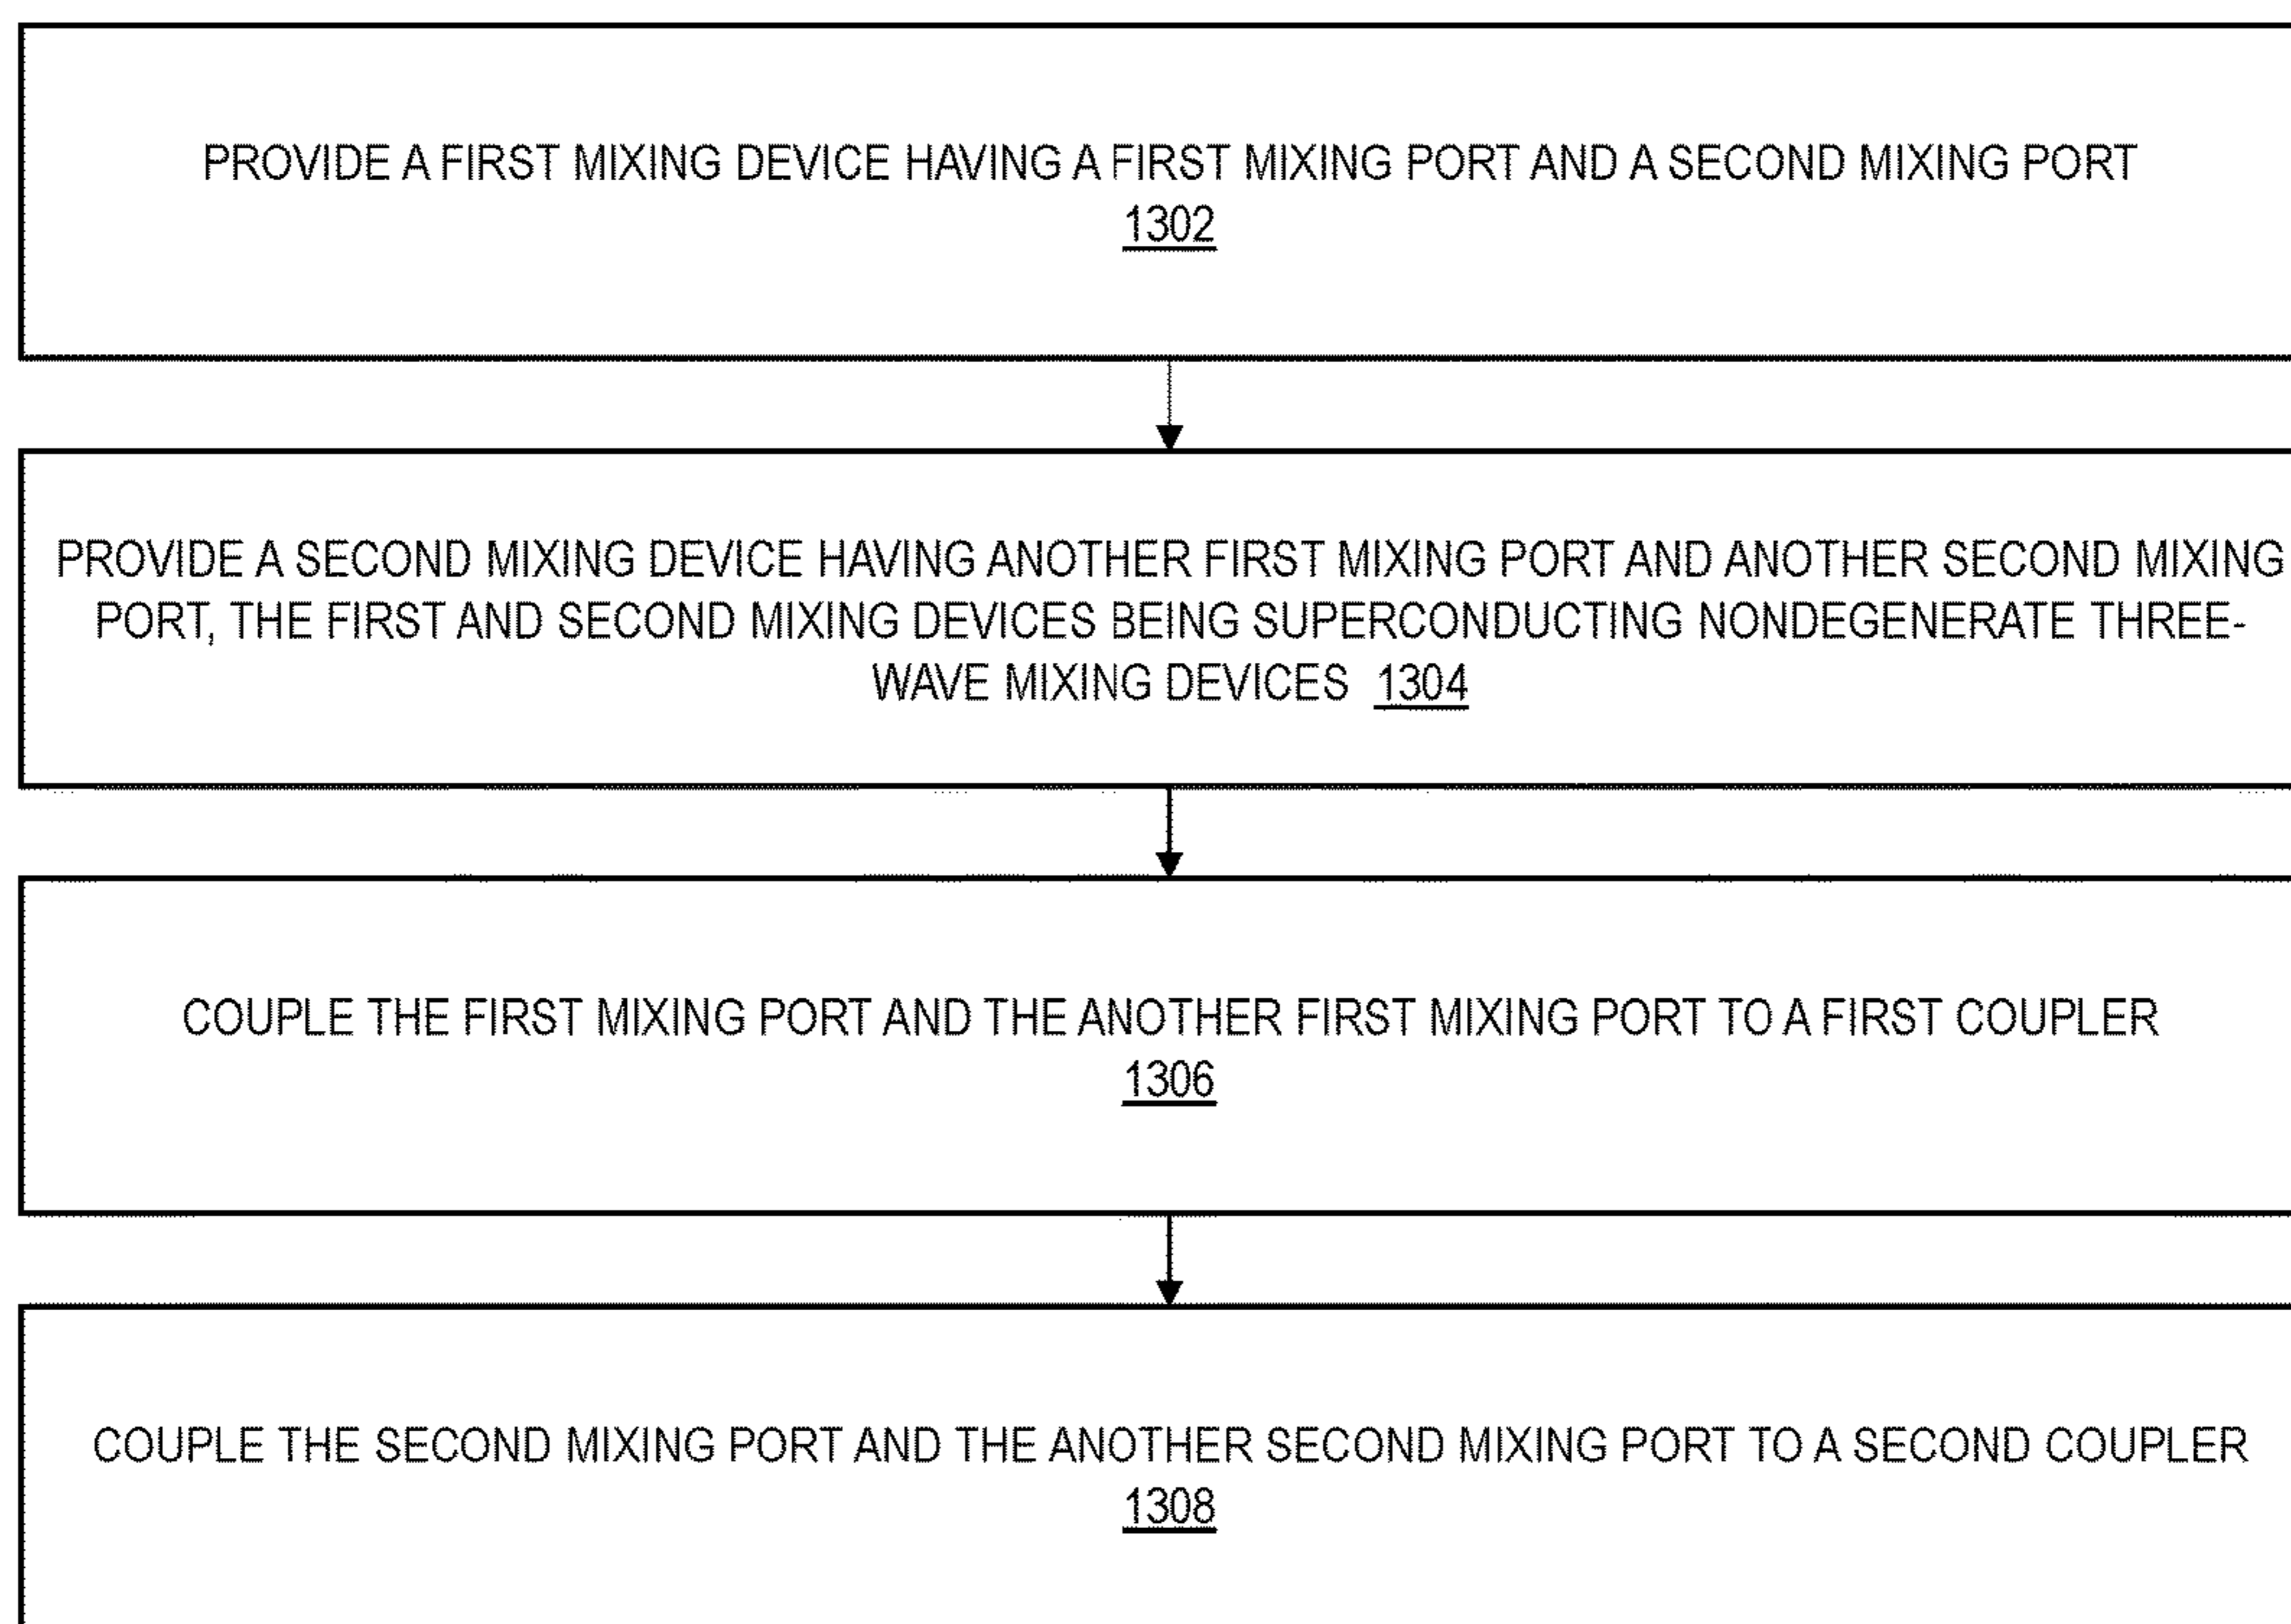 PROVIDE A FIRST MIXING DEVICE HAVING A FIRST MIXING PORT AND A SECOND MIXING PORT
1302
PROVIDE A SECOND MIXING DEVICE HAVING ANOTHER FIRST MIXING PORT AND ANOTHER SECOND MIXING
PORT, THE FIRST AND SECOND MIXING DEVICES BEING SUPERCONDUCTING NONDEGENERATE THREE-
WAVE MIXING DEVICES 1304
COUPLE THE FIRST MIXING PORT AND THE ANOTHER FIRST MIXING PORT TO A FIRST COUPLER
1306
COUPLE THE SECOND MIXING PORT AND THE ANOTHER SECOND MIXING PORT TO A SECOND COUPLER
1308